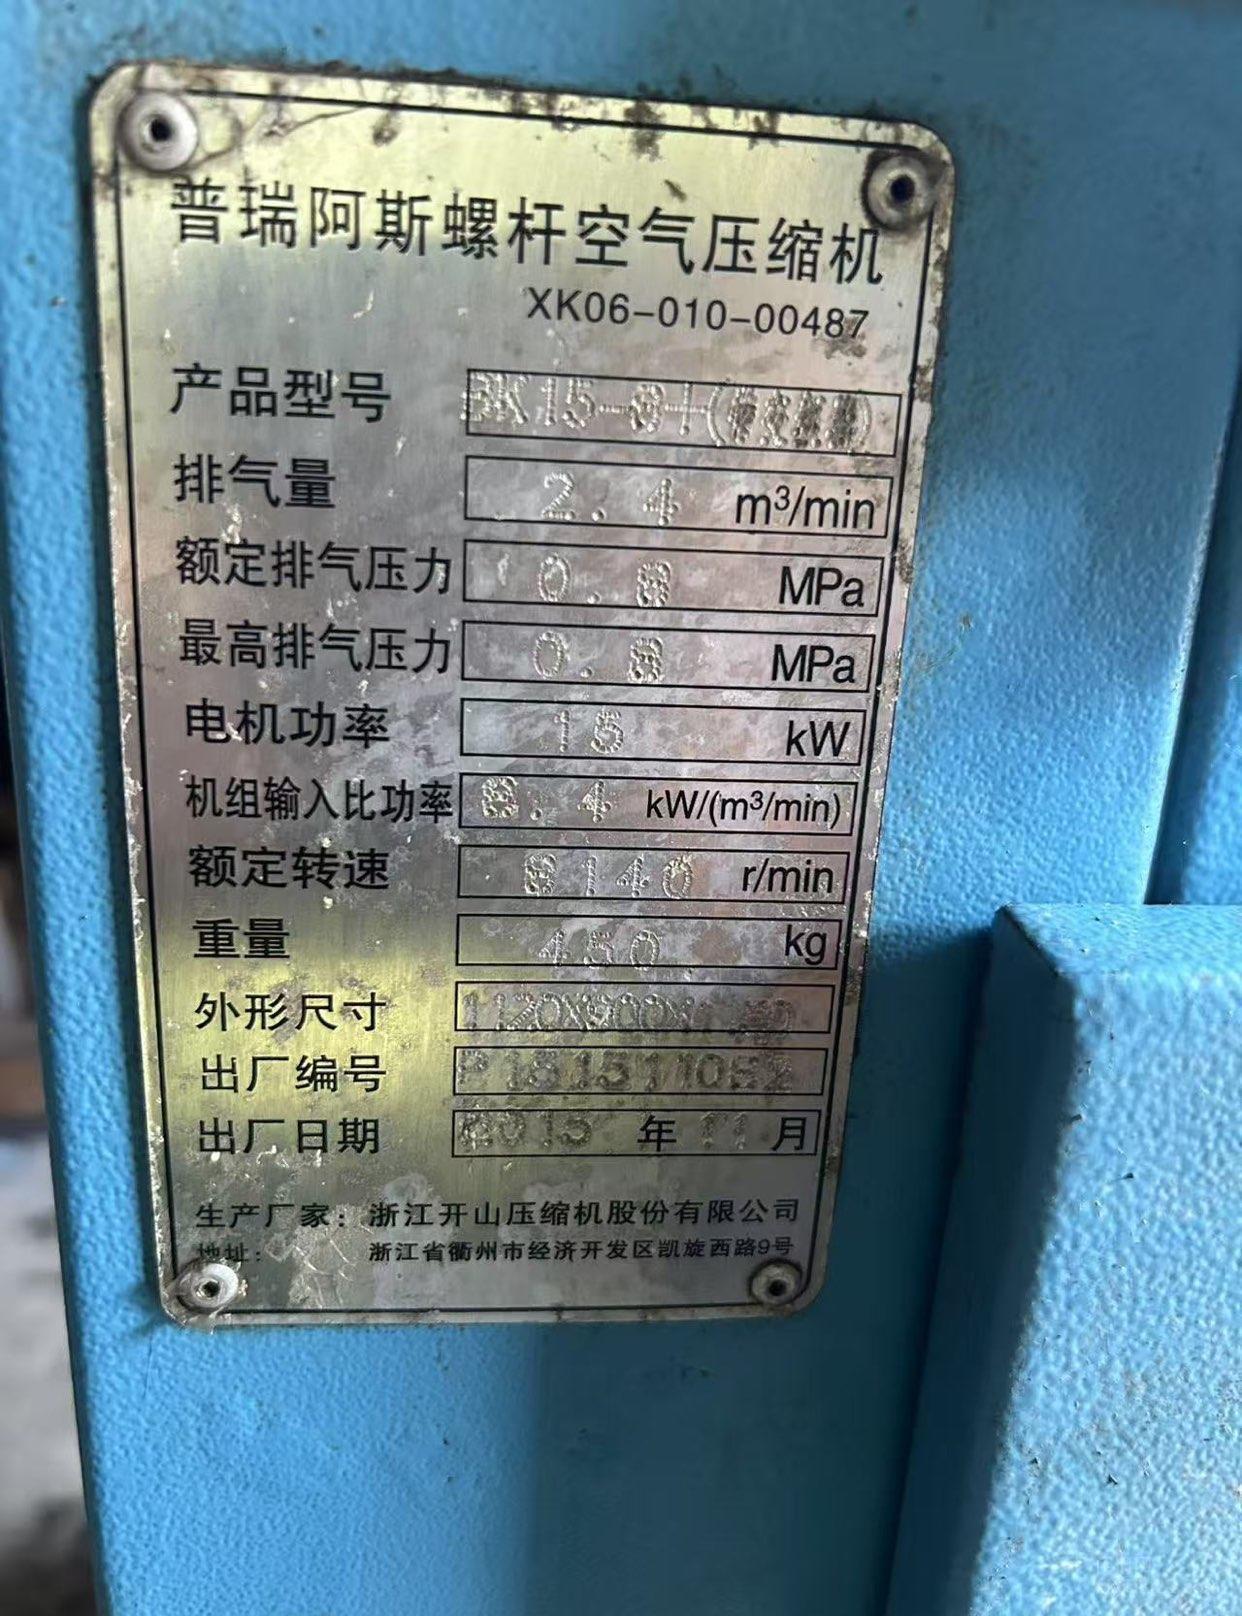 普瑞阿斯螺杆空气压缩机
XK06-010-00487
产品型号 BK15-8
排气量 2.4 m³/min
额定排气压力 0.8 MPa
最高排气压力 0.8 MPa
电机功率 15 kW
机组输入比功率 8.4 kW/(m³/min)
额定转速 r/min
重量 450 kg
外形尺寸
出厂编号
出厂日期 2015 年 11 月
生产厂家：浙江开山压缩机股份有限公司
地址： 浙江省衢州市经济开发区凯旋西路9号